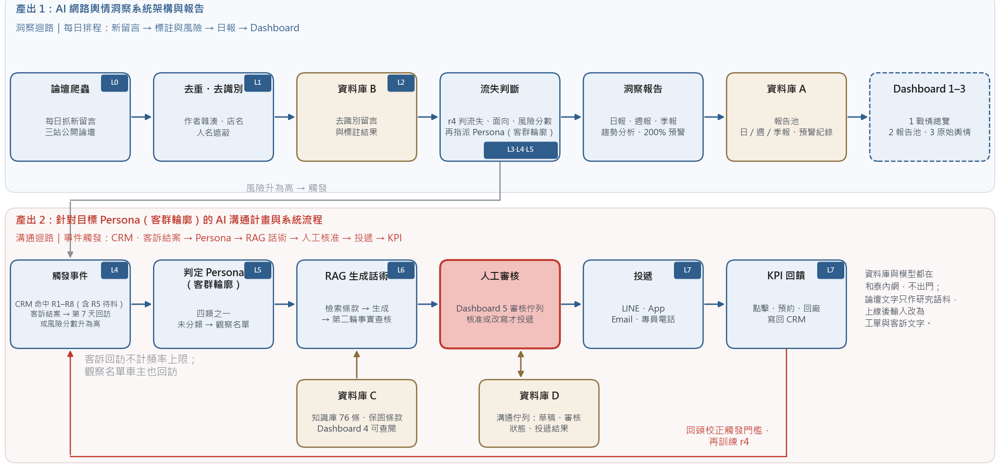 產出 1：AI 網路輿情洞察系統架構與報告
洞察迴路｜每日排程：新留言 → 標註與風險 → 日報 → Dashboard
論壇爬蟲
L0
每日抓新留言
三站公開論壇
去重．去識別
L1
作者雜湊、店名
人名遮蔽
資料庫 B
L2
去識別留言
與標註結果
流失判斷
r4 判流失、面向、風險分數
再指派 Persona（客群輪廓）
L3·L4·L5
洞察報告
日報．週報．季報
趨勢分析、200% 預警
資料庫 A
報告池
日 / 週 / 季報、預警紀錄
Dashboard 1–3
1 戰情總覽
2 報告池．3 原始輿情
風險升為高 → 觸發
產出 2：針對目標 Persona（客群輪廓）的 AI 溝通計畫與系統流程
溝通迴路｜事件觸發：CRM．客訴結案 → Persona → RAG 話術 → 人工核准 → 投遞 → KPI
觸發事件
L4
CRM 命中 R1–R8（含 R5 待料）
客訴結案 → 第 7 天回訪
或風險分數升為高
判定 Persona
（客群輪廓）
L5
四類之一
未分類 → 觀察名單
RAG 生成話術
L6
檢索條款 → 生成
→ 第二輪事實查核
人工審核
Dashboard 5 審核佇列
核准或改寫才投遞
投遞
L7
LINE．App
Email．專員電話
KPI 回饋
L7
點擊．預約．回廠
寫回 CRM
資料庫與模型都在
和泰內網，不出門；
論壇文字只作研究語料，
上線後輸入改為
工單與客訴文字。
客訴回訪不計頻率上限；
觀察名單車主也回訪
資料庫 C
知識庫 76 條．保固條款
Dashboard 4 可查閱
資料庫 D
溝通佇列：草稿、審核
狀態、投遞結果
回頭校正觸發門檻，
再訓練 r4